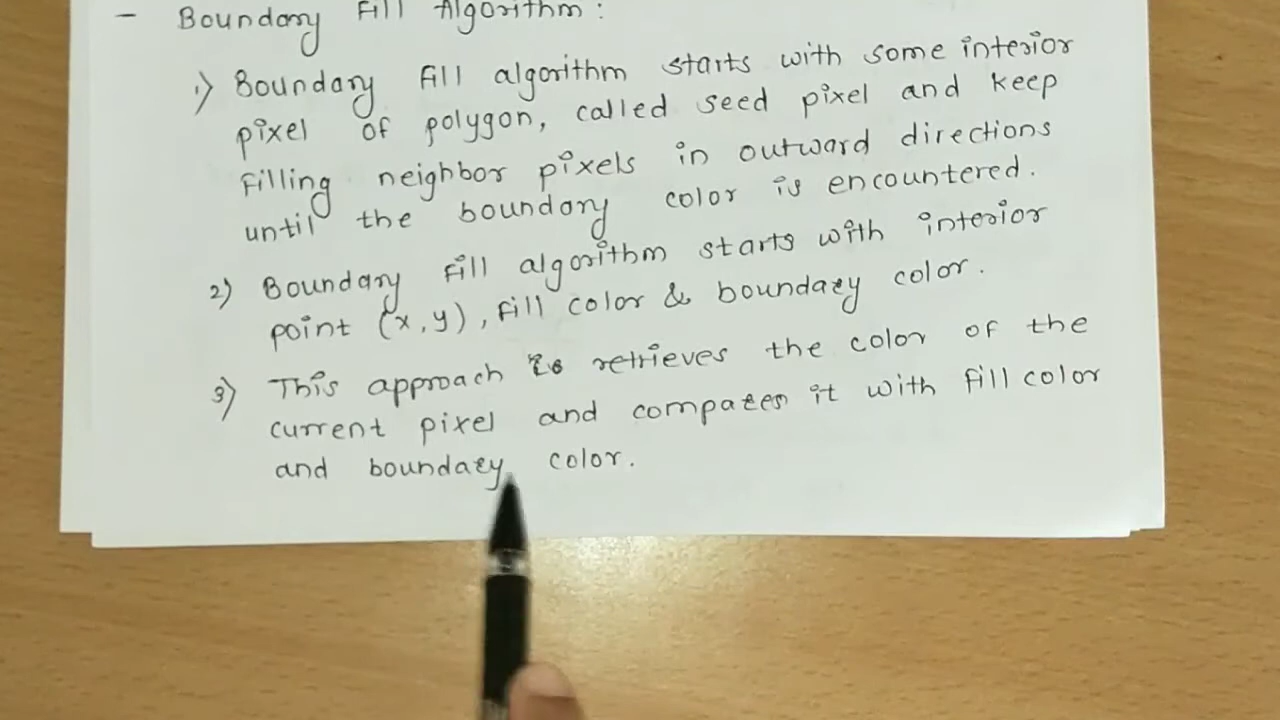 - Boundary Fill Algorithm :
1) Boundary Fill algorithm starts with some interior
pixel of polygon, called seed pixel and keep
filling neighbor pixels in outward directions
until the boundary color is encountered.
2) Boundary Fill algorithm starts with interior
point (x, y), Fill color & boundary color.
3) This approach is retrieves the color of the
current pixel and compares it with Fill color
and boundary color.